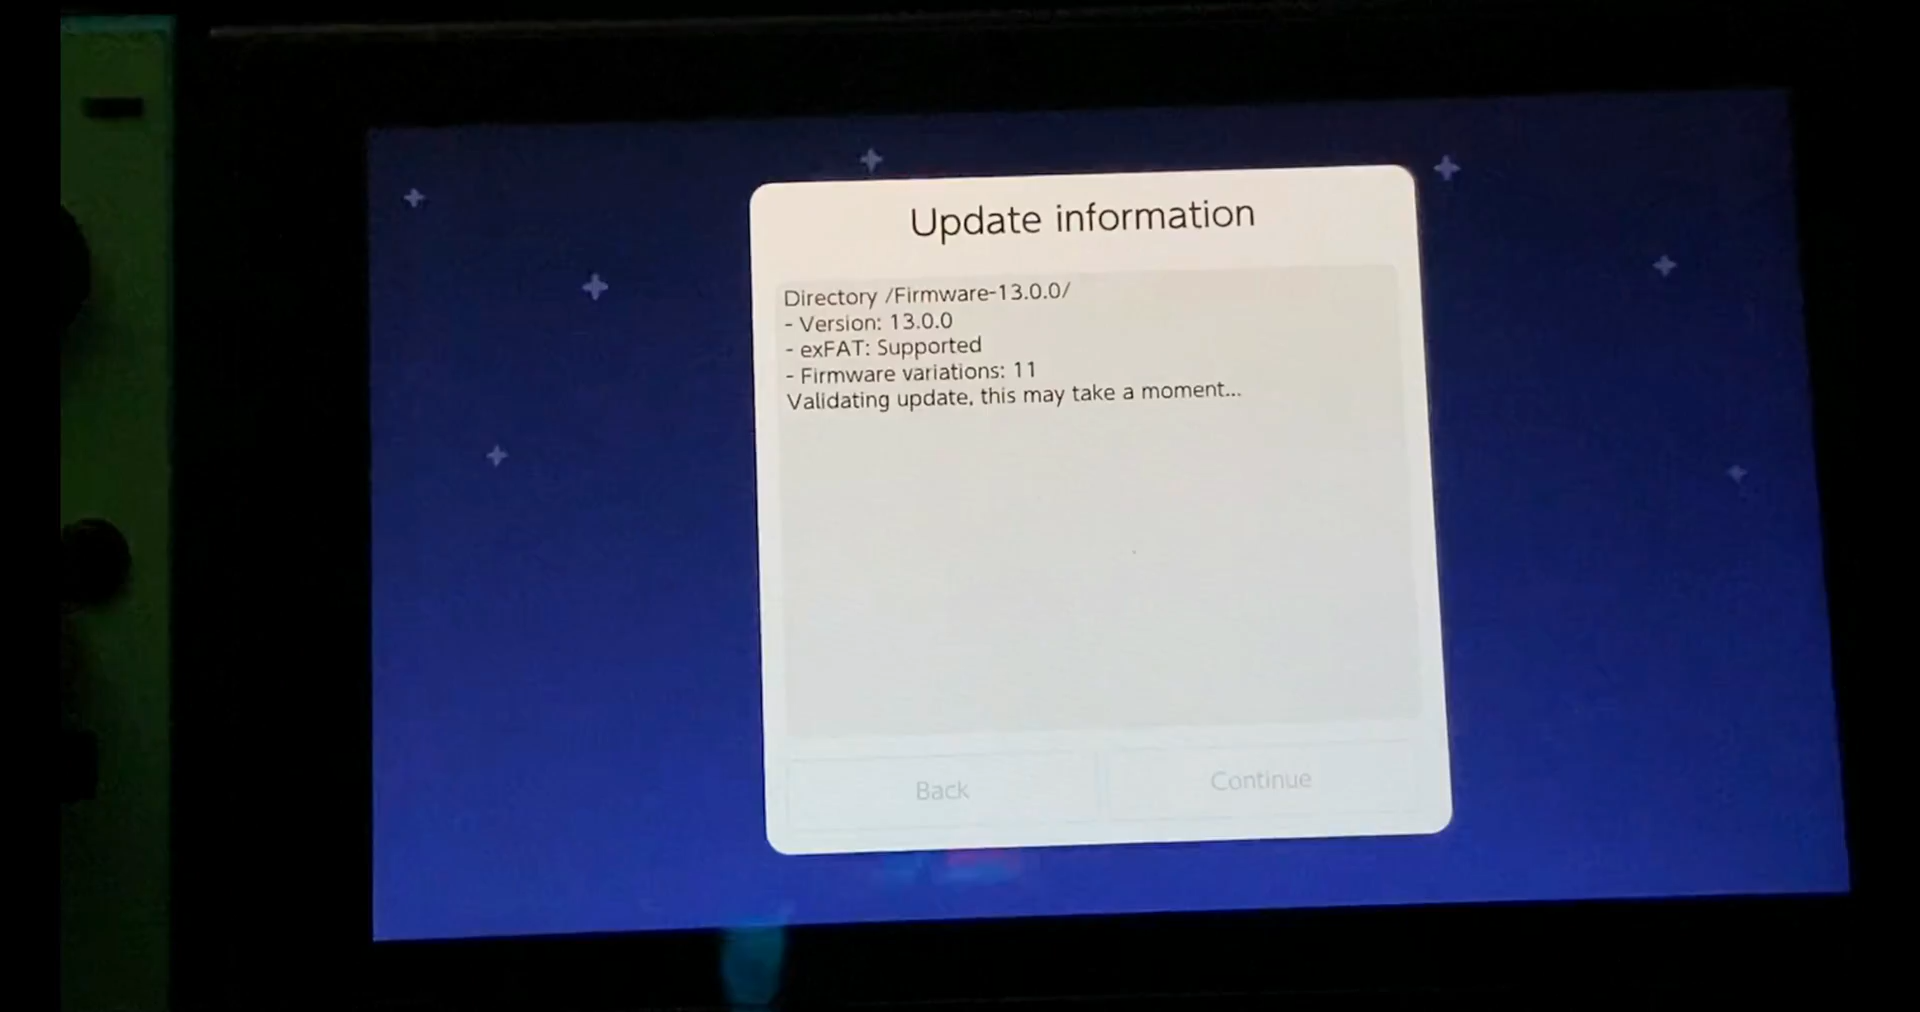 Update information
Directory /Firmware-13.0.0/
- Version: 13.0.0
- exFAT: Supported
- Firmware variations: 11
Validating update, this may take a moment...
Back
Continue